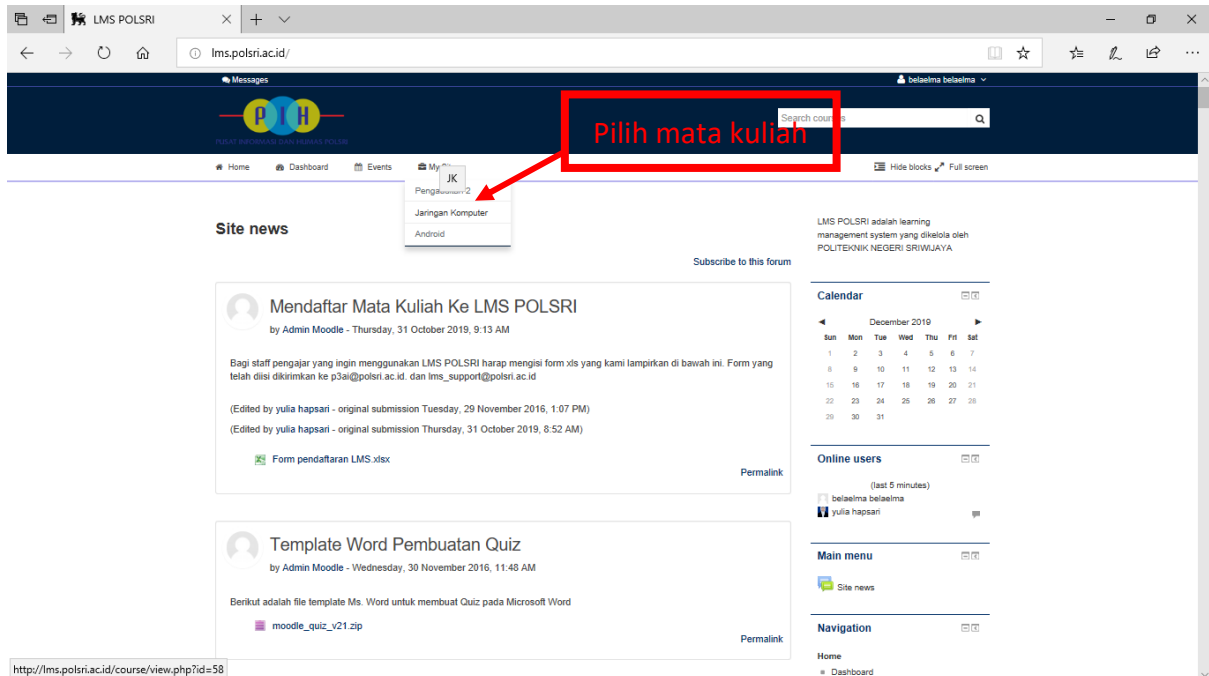 LMS POLSRI
lms.polsri.ac.id/
Messages
belaelma belaelma
PIH
PUSAT INFORMASI DAN HUMAS POLSRI
Search courses
Pilih mata kuliah
Home Dashboard Events My
Hide blocks Full screen
JK
2
Jaringan Komputer
Android
Site news
Subscribe to this forum
Mendaftar Mata Kuliah Ke LMS POLSRI
by Admin Moodle - Thursday, 31 October 2019, 9:13 AM
Bagi staff pengajar yang ingin menggunakan LMS POLSRI harap mengisi form xls yang kami lampirkan di bawah ini. Form yang
telah diisi dikirimkan ke p3ai@polsri.ac.id. dan lms_support@polsri.ac.id
(Edited by yulia hapsari - original submission Tuesday, 29 November 2016, 1:07 PM)
(Edited by yulia hapsari - original submission Thursday, 31 October 2019, 8:52 AM)
Form pendaftaran LMS.xlsx
Permalink
Template Word Pembuatan Quiz
by Admin Moodle - Wednesday, 30 November 2016, 11:48 AM
Berikut adalah file template Ms. Word untuk membuat Quiz pada Microsoft Word
moodle_quiz_v21.zip
Permalink
LMS POLSRI adalah learning
management system yang dikelola oleh
POLITEKNIK NEGERI SRIWIJAYA
Calendar
December 2019
Sun Mon Tue Wed Thu Fri Sat
1 2 3 4 5 6 7
8 9 10 11 12 13 14
15 16 17 18 19 20 21
22 23 24 25 26 27 28
29 30 31
Online users
(last 5 minutes)
belaelma belaelma
yulia hapsari
Main menu
Site news
Navigation
Home
Dashboard
http://lms.polsri.ac.id/course/view.php?id=58